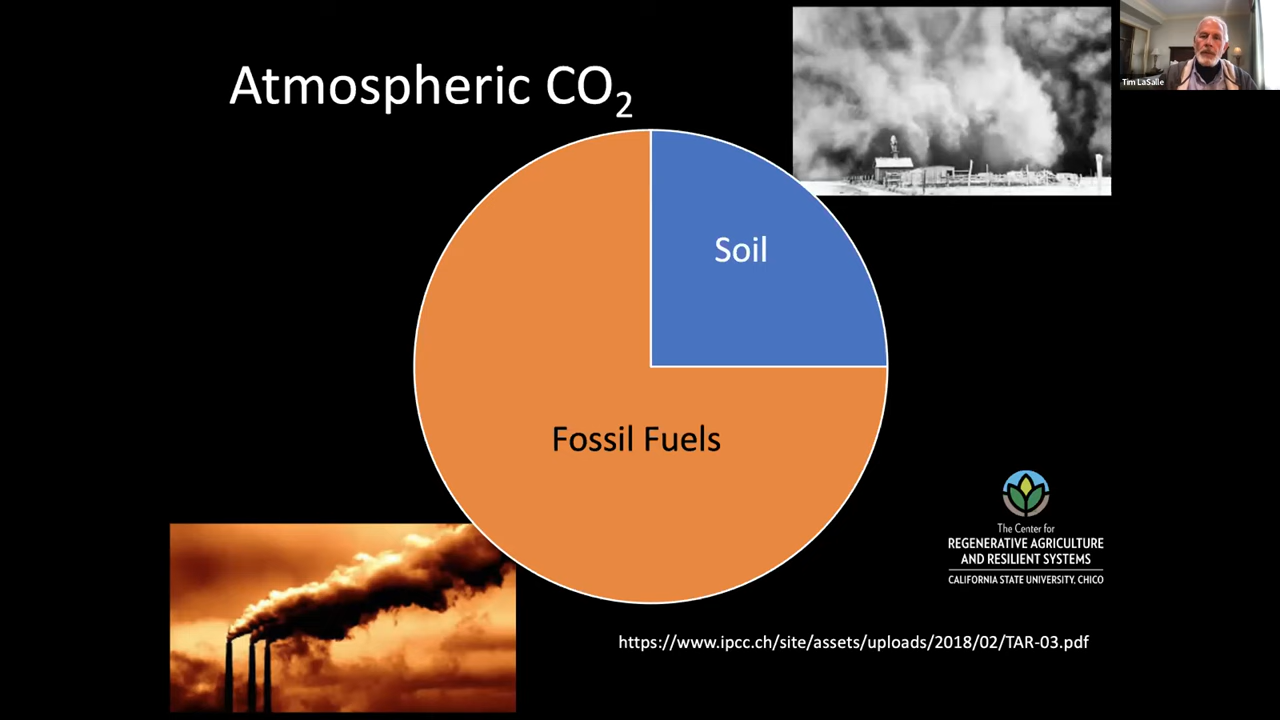 Atmospheric CO₂
Tim LaSalle
Soil
Fossil Fuels
The Center for
REGENERATIVE AGRICULTURE
AND RESILIENT SYSTEMS
CALIFORNIA STATE UNIVERSITY, CHICO
https://www.ipcc.ch/site/assets/uploads/2018/02/TAR-03.pdf